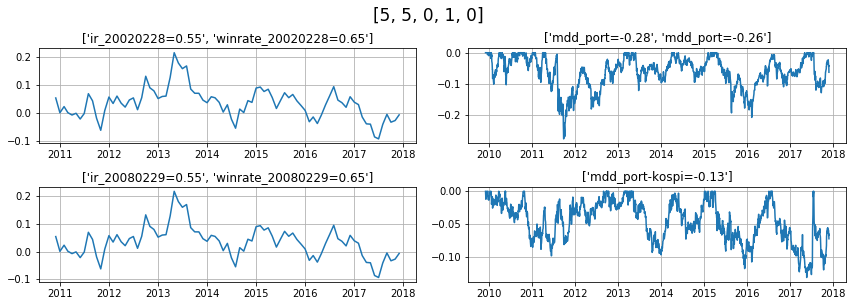 [5, 5, 0, 1, 0]
['ir_20020228=0.55', 'winrate_20020228=0.65']
0.2
0.1
0.0
−0.1
2011 2012 2013 2014 2015 2016 2017 2018
['mdd_port=-0.28', 'mdd_port=-0.26']
0.0
−0.1
−0.2
2010 2011 2012 2013 2014 2015 2016 2017 2018
['ir_20080229=0.55', 'winrate_20080229=0.65']
0.2
0.1
0.0
−0.1
2011 2012 2013 2014 2015 2016 2017 2018
['mdd_port-kospi=-0.13']
0.00
−0.05
−0.10
2010 2011 2012 2013 2014 2015 2016 2017 2018